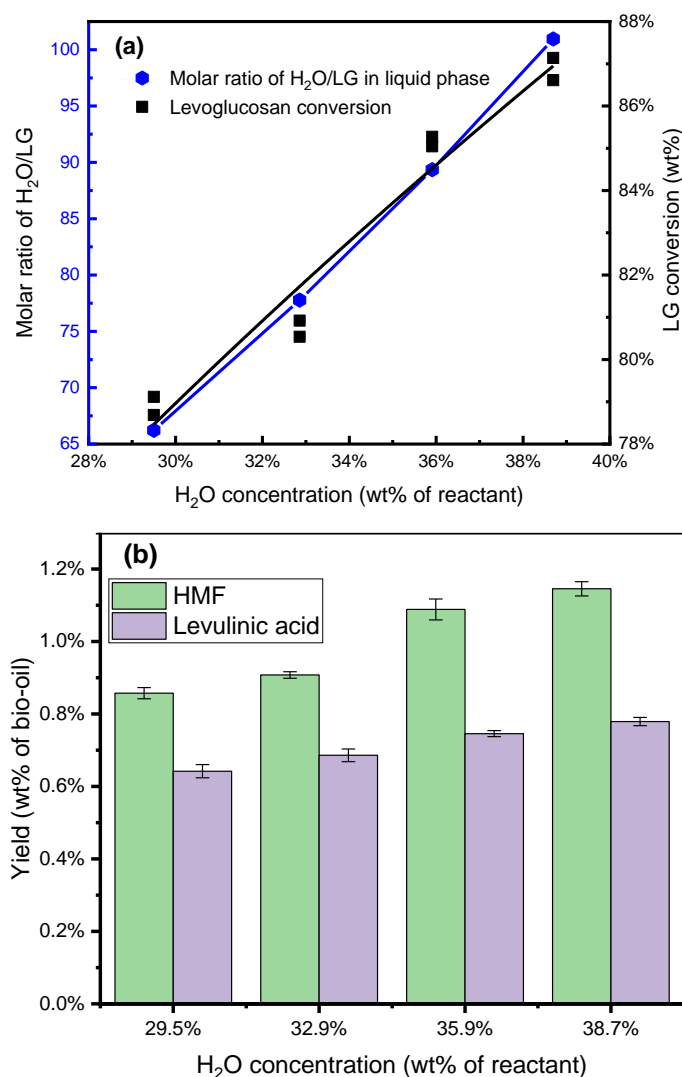 (a)
Molar ratio of H₂O/LG in liquid phase
Levoglucosan conversion
Molar ratio of H₂O/LG
100
95
90
85
80
75
70
65
LG conversion (wt%)
88%
86%
84%
82%
80%
78%
28% 30% 32% 34% 36% 38% 40%
H₂O concentration (wt% of reactant)
(b)
HMF
Levulinic acid
Yield (wt% of bio-oil)
1.2%
1.0%
0.8%
0.6%
0.4%
0.2%
0.0%
29.5% 32.9% 35.9% 38.7%
H₂O concentration (wt% of reactant)